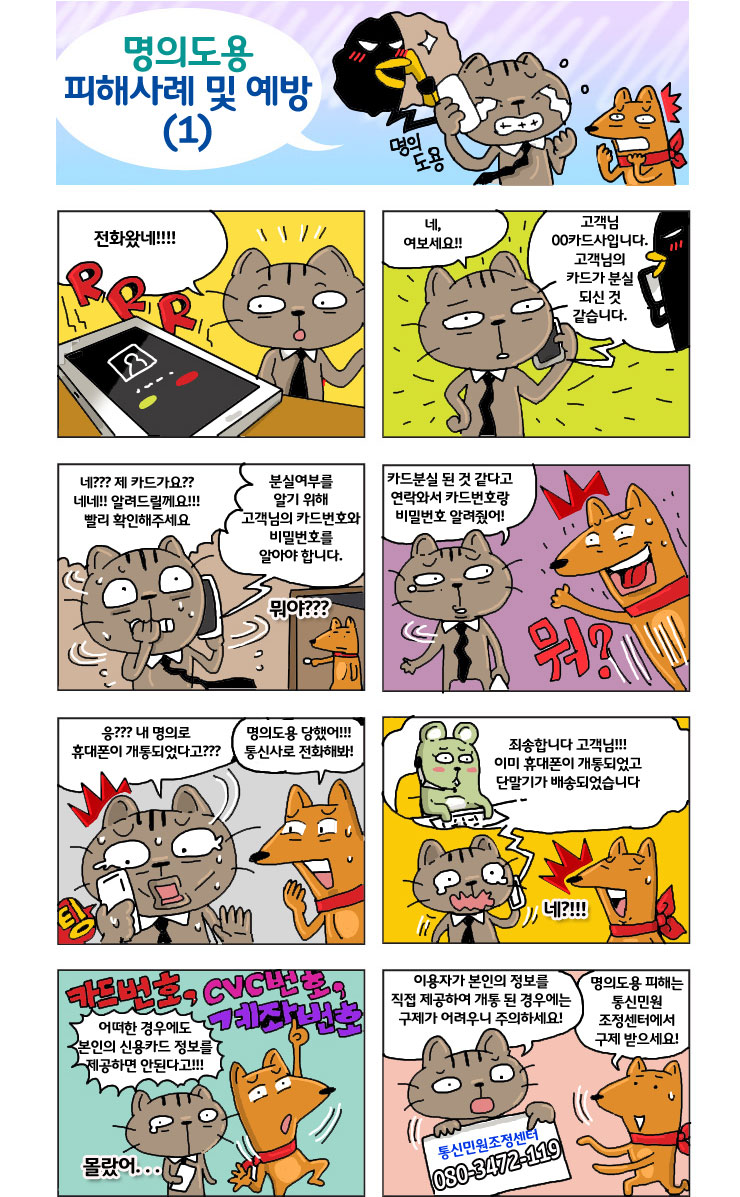 명의도용
피해사례 및 예방
(1)
명의
도용
전화왔네!!!!
R R R
네,
여보세요!!
고객님
00카드사입니다.
고객님의
카드가 분실
되신 것
같습니다.
네??? 제 카드가요??
네네!! 알려드릴께요!!!
빨리 확인해주세요
분실여부를
알기 위해
고객님의 카드번호와
비밀번호를
알아야 합니다.
뭐야???
카드분실 된 것 같다고
연락와서 카드번호랑
비밀번호 알려줬어!
뭐?
응??? 내 명의로
휴대폰이 개통되었다고???
명의도용 당했어!!!
통신사로 전화해봐!
팅
죄송합니다 고객님!!!
이미 휴대폰이 개통되었고
단말기가 배송되었습니다
네?!!!
카드번호, CVC번호,
계좌번호
어떠한 경우에도
본인의 신용카드 정보를
제공하면 안된다고!!!
몰랐어...
이용자가 본인의 정보를
직접 제공하여 개통 된 경우에는
구제가 어려우니 주의하세요!
명의도용 피해는
통신민원
조정센터에서
구제 받으세요!
통신민원조정센터
080-3472-119